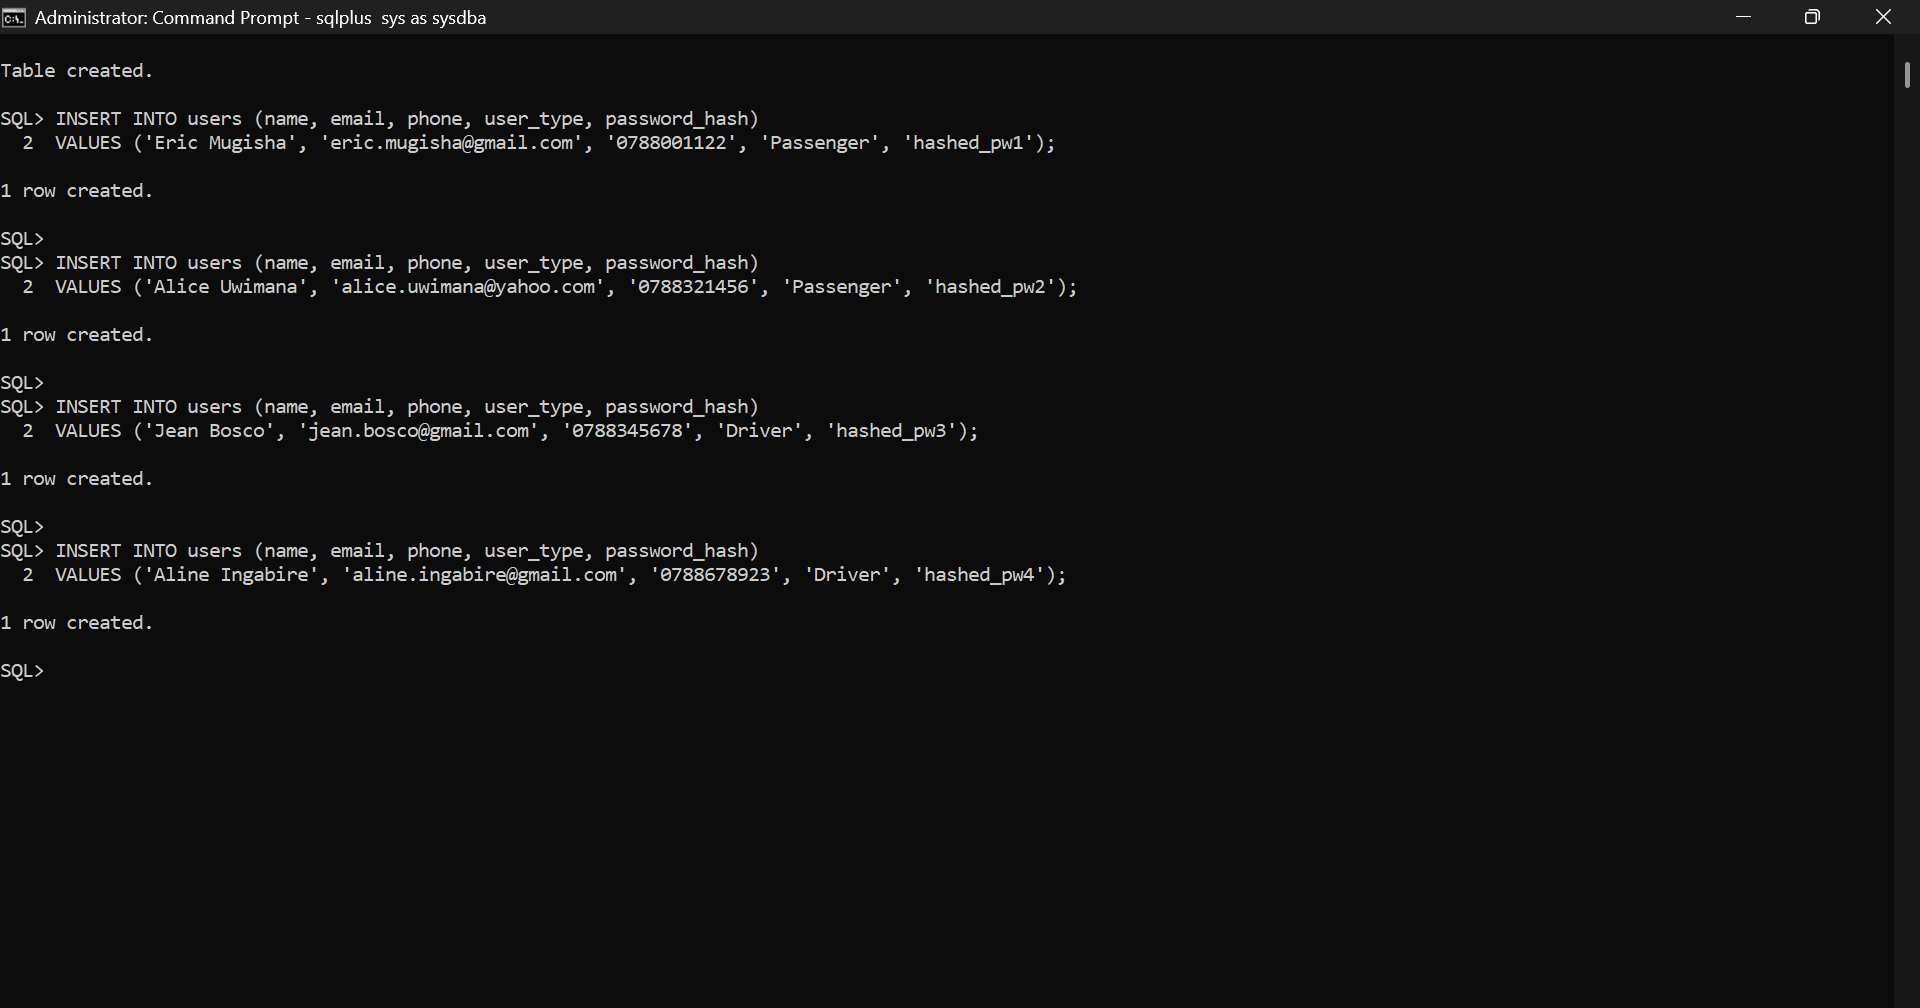 Administrator: Command Prompt - sqlplus  sys as sysdba
Table created.
SQL> INSERT INTO users (name, email, phone, user_type, password_hash)
  2  VALUES ('Eric Mugisha', 'eric.mugisha@gmail.com', '0788001122', 'Passenger', 'hashed_pw1');
1 row created.
SQL>
SQL> INSERT INTO users (name, email, phone, user_type, password_hash)
  2  VALUES ('Alice Uwimana', 'alice.uwimana@yahoo.com', '0788321456', 'Passenger', 'hashed_pw2');
1 row created.
SQL>
SQL> INSERT INTO users (name, email, phone, user_type, password_hash)
  2  VALUES ('Jean Bosco', 'jean.bosco@gmail.com', '0788345678', 'Driver', 'hashed_pw3');
1 row created.
SQL>
SQL> INSERT INTO users (name, email, phone, user_type, password_hash)
  2  VALUES ('Aline Ingabire', 'aline.ingabire@gmail.com', '0788678923', 'Driver', 'hashed_pw4');
1 row created.
SQL>